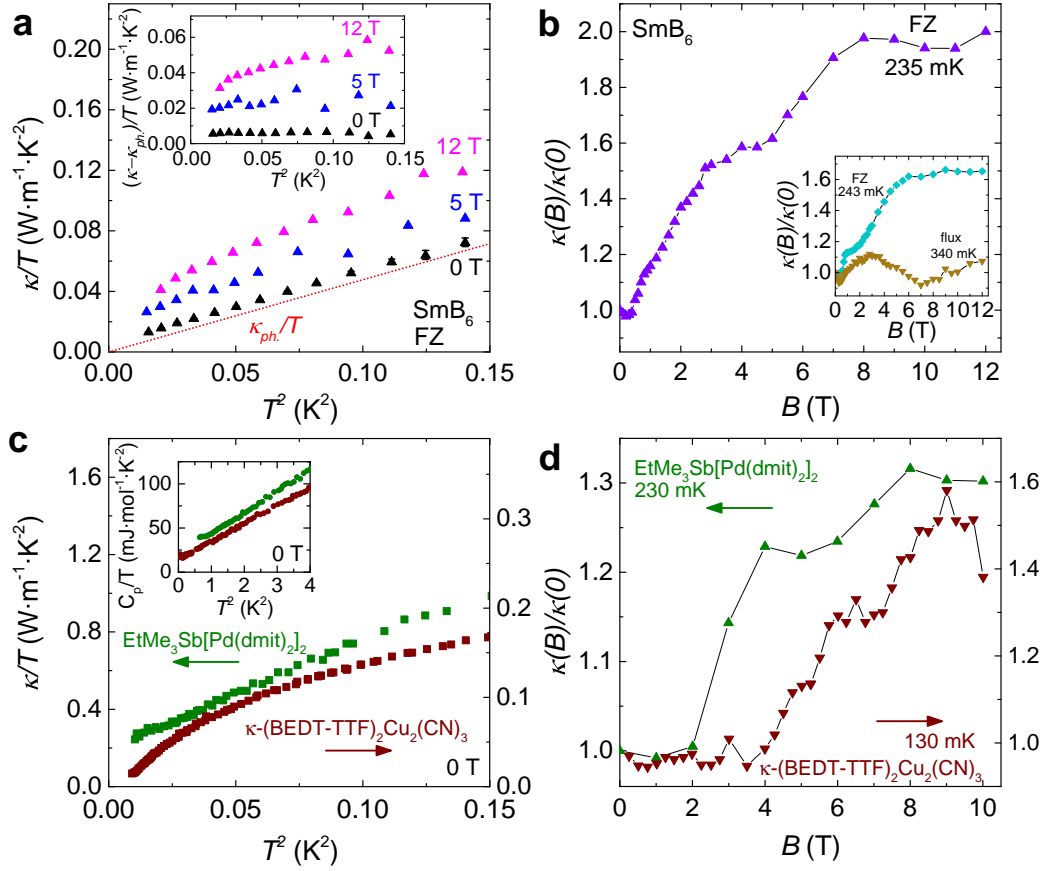 a
κ/T (W·m⁻¹·K⁻²)
0.20
0.16
0.12
0.08
0.04
0.00
0.00
0.05
0.10
0.15
T² (K²)
12 T
5 T
0 T
κph./T
SmB₆
FZ
(κ−κph.)/T (W·m⁻¹·K⁻²)
0.06
0.04
0.02
0.00
0.00
0.05
0.10
0.15
T² (K²)
12 T
5 T
0 T
b
SmB₆
FZ
235 mK
κ(B)/κ(0)
2.0
1.8
1.6
1.4
1.2
1.0
0
2
4
6
8
10
12
B (T)
κ(B)/κ(0)
1.6
1.4
1.2
1.0
FZ
243 mK
flux
340 mK
0
2
4
6
8
10
12
B (T)
c
κ/T (W·m⁻¹·K⁻²)
1.6
1.2
0.8
0.4
0.0
0.3
0.2
0.1
0.0
0.00
0.05
0.10
0.15
T² (K²)
Cp/T (mJ·mol⁻¹·K⁻²)
100
75
50
25
0
0
1
2
3
4
T² (K²)
0 T
EtMe₃Sb[Pd(dmit)₂]₂
κ-(BEDT-TTF)₂Cu₂(CN)₃
0 T
d
EtMe₃Sb[Pd(dmit)₂]₂
230 mK
κ(B)/κ(0)
1.3
1.2
1.1
1.0
1.6
1.4
1.6
1.2
1.0
130 mK
κ-(BEDT-TTF)₂Cu₂(CN)₃
0
2
4
6
8
10
B (T)